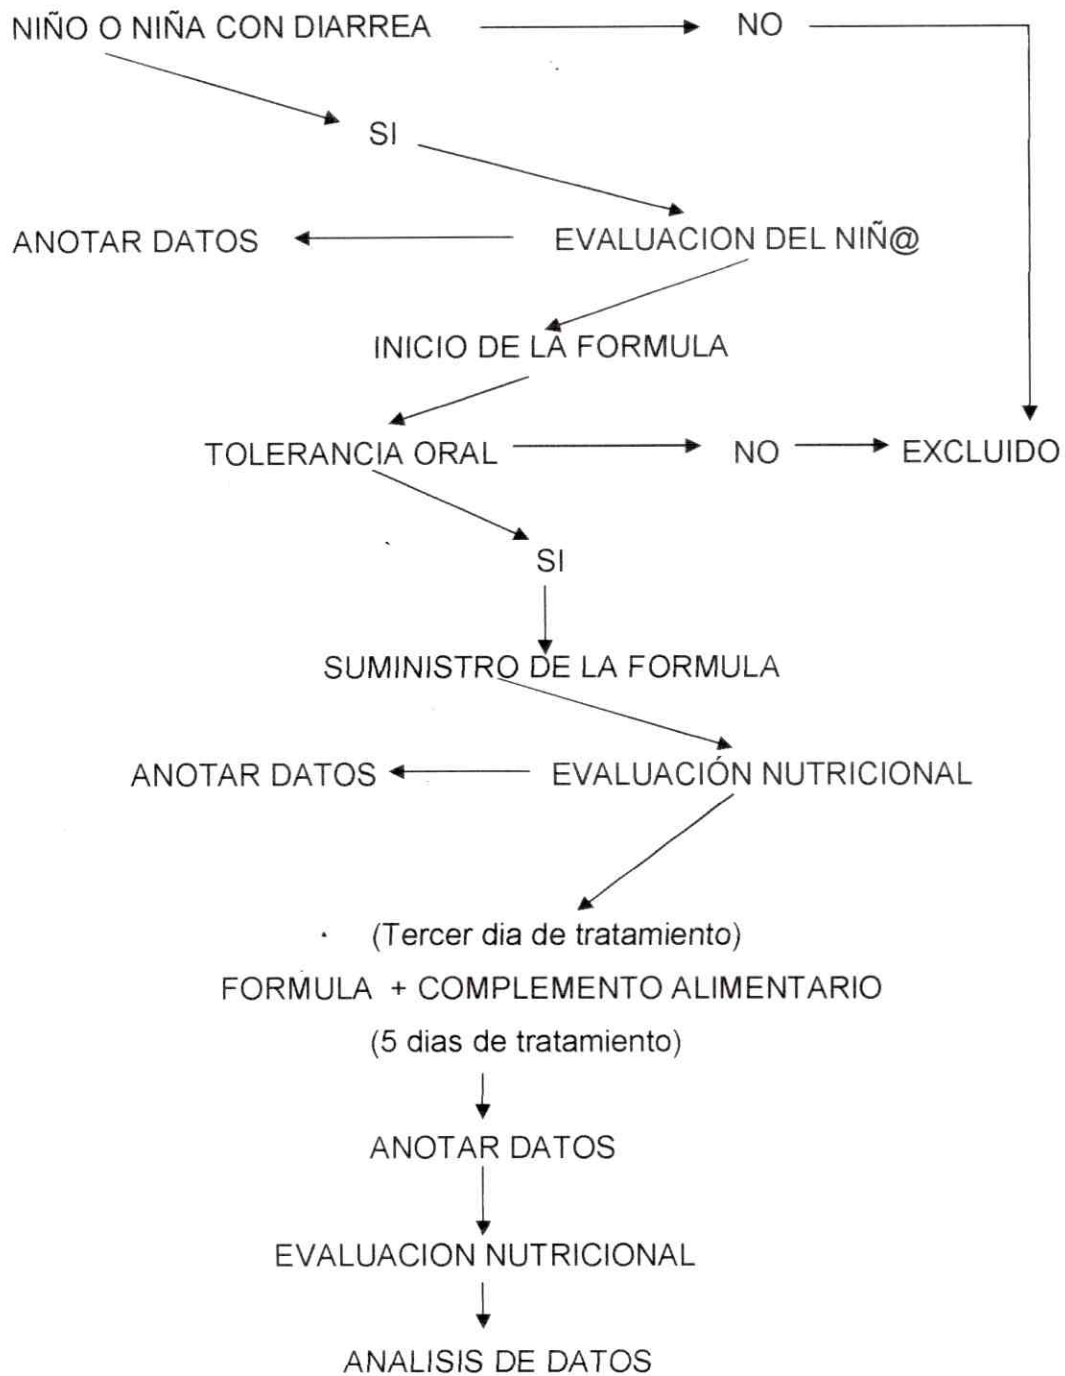 NIÑO O NIÑA CON DIARREA NO
SI
ANOTAR DATOS EVALUACION DEL NIÑ@
INICIO DE LA FORMULA
TOLERANCIA ORAL NO EXCLUIDO
SI
SUMINISTRO DE LA FORMULA
ANOTAR DATOS EVALUACIÓN NUTRICIONAL
(Tercer dia de tratamiento)
FORMULA + COMPLEMENTO ALIMENTARIO
(5 dias de tratamiento)
ANOTAR DATOS
EVALUACION NUTRICIONAL
ANALISIS DE DATOS